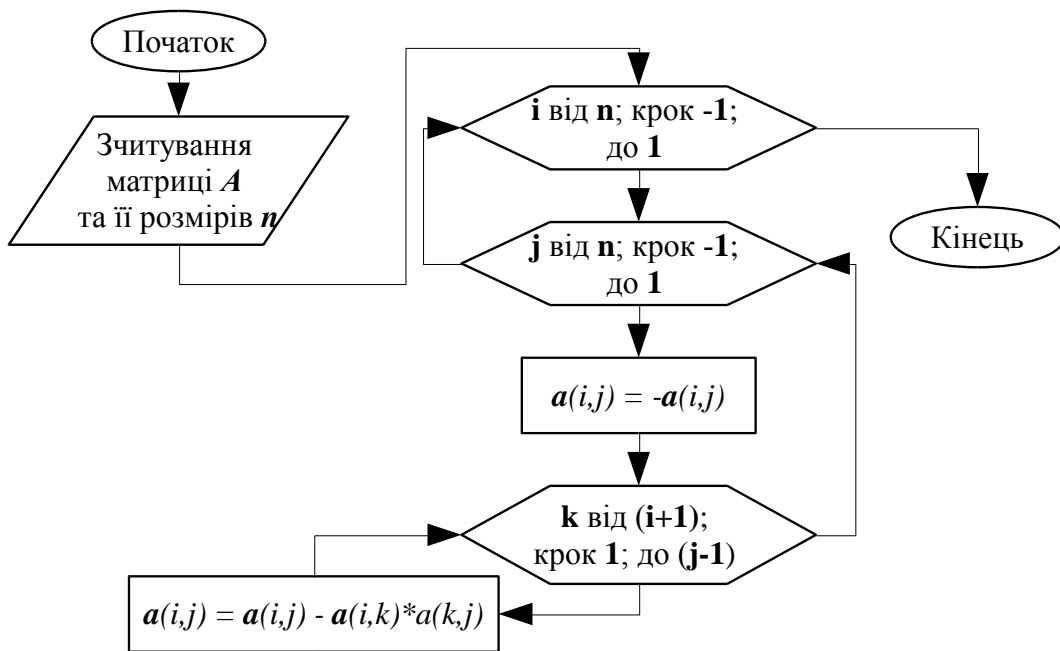 Початок
Зчитування
матриці A
та її розмірів n
i від n; крок -1;
до 1
j від n; крок -1;
до 1
Кінець
a(i,j) = -a(i,j)
k від (i+1);
крок 1; до (j-1)
a(i,j) = a(i,j) - a(i,k)*a(k,j)